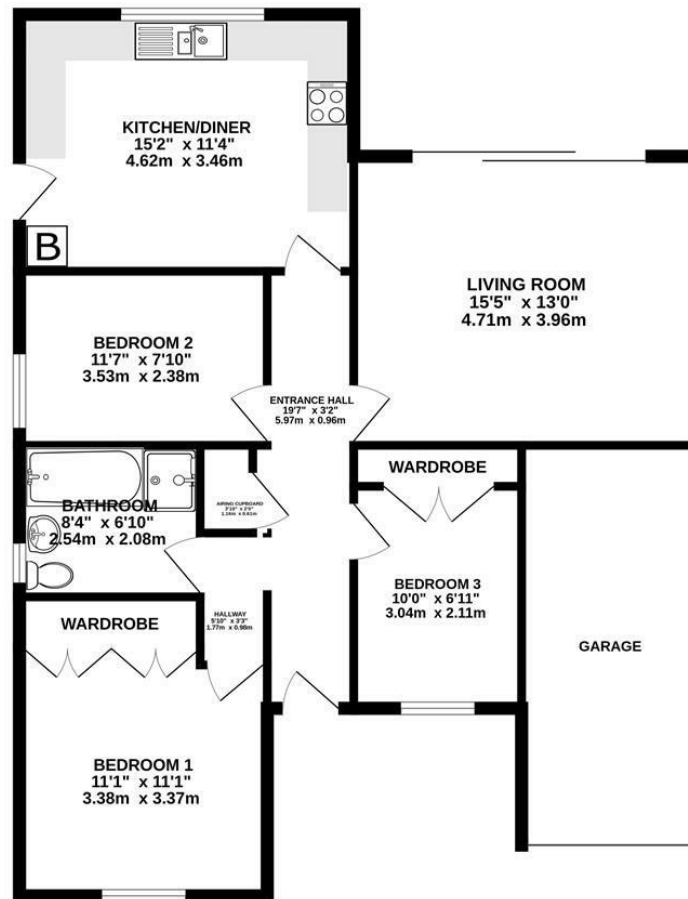 KITCHEN/DINER
15'2" x 11'4"
4.62m x 3.46m
B
LIVING ROOM
15'5" x 13'0"
4.71m x 3.96m
BEDROOM 2
11'7" x 7'10"
3.53m x 2.38m
ENTRANCE HALL
19'7" x 3'2"
5.97m x 0.96m
WARDROBE
AIRING CUPBOARD
BATHROOM
8'4" x 6'10"
2.54m x 2.08m
BEDROOM 3
10'0" x 6'11"
3.04m x 2.11m
HALLWAY
5'10" x 3'3"
1.77m x 0.98m
WARDROBE
GARAGE
BEDROOM 1
11'1" x 11'1"
3.38m x 3.37m